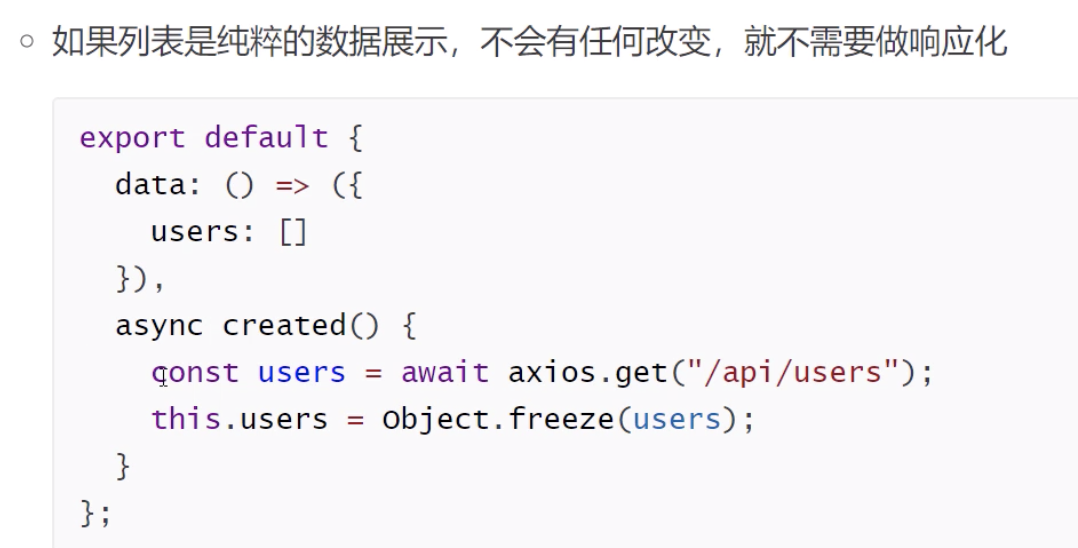 如果列表是纯粹的数据展示，不会有任何改变，就不需要做响应化
export default {
  data: () => ({
    users: []
  }),
  async created() {
    const users = await axios.get("/api/users");
    this.users = Object.freeze(users);
  }
};